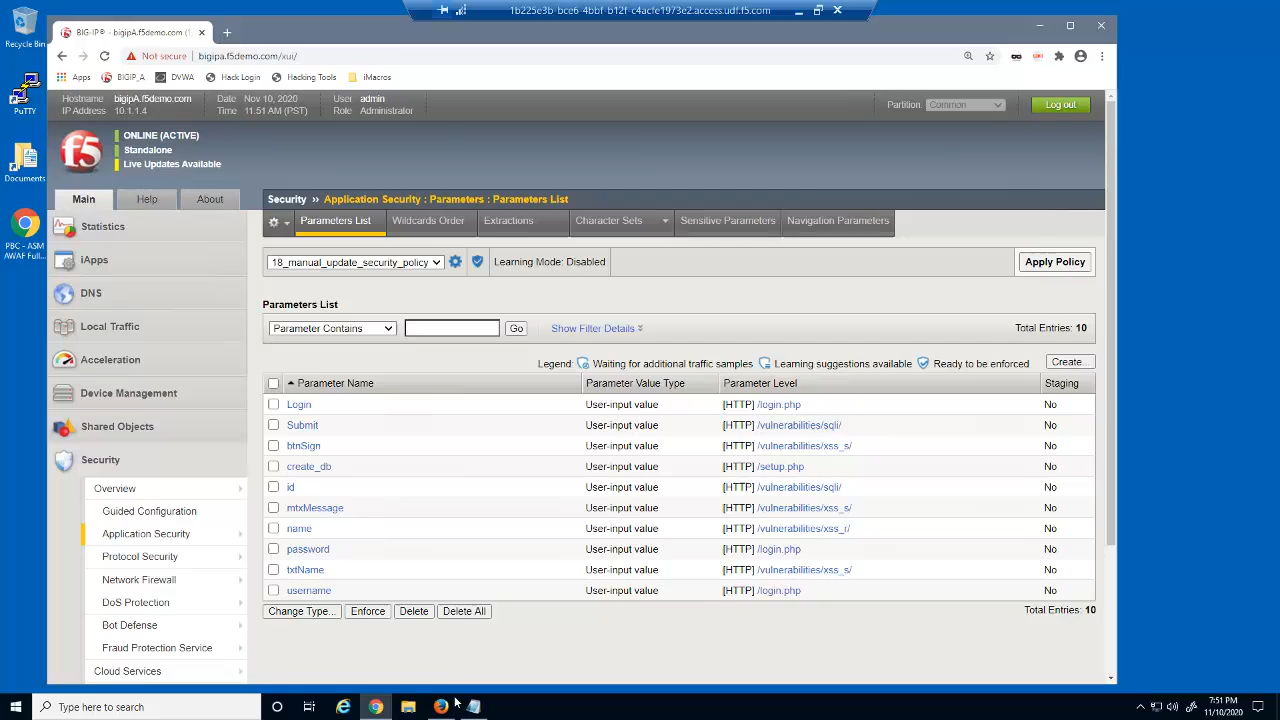 1b225e3b-bce6-4bbf-b12f-c4acfe1973e2.access.udf.f5.com
Recycle Bin
PuTTY
Documents
PBC - ASM
AWAF Full...
BIG-IP® - bigipA.f5demo.com (1
Not secure | bigipa.f5demo.com/xui/
Apps BIGIP_A DVWA Hack Login Hacking Tools iMacros
Hostname bigipA.f5demo.com Date Nov 10, 2020 User admin
IP Address 10.1.1.4 Time 11:51 AM (PST) Role Administrator
Partition: Common Log out
f5
ONLINE (ACTIVE)
Standalone
Live Updates Available
Main Help About
Statistics
iApps
DNS
Local Traffic
Acceleration
Device Management
Shared Objects
Security
Overview
Guided Configuration
Application Security
Protocol Security
Network Firewall
DoS Protection
Bot Defense
Fraud Protection Service
Cloud Services
Security ›› Application Security : Parameters : Parameters List
Parameters List Wildcards Order Extractions Character Sets Sensitive Parameters Navigation Parameters
18_manual_update_security_policy Learning Mode: Disabled Apply Policy
Parameters List
Parameter Contains Go Show Filter Details Total Entries: 10
Legend: Waiting for additional traffic samples Learning suggestions available Ready to be enforced Create...
Parameter Name Parameter Value Type Parameter Level Staging
Login User-input value [HTTP] /login.php No
Submit User-input value [HTTP] /vulnerabilities/sqli/ No
btnSign User-input value [HTTP] /vulnerabilities/xss_s/ No
create_db User-input value [HTTP] /setup.php No
id User-input value [HTTP] /vulnerabilities/sqli/ No
mtxMessage User-input value [HTTP] /vulnerabilities/xss_s/ No
name User-input value [HTTP] /vulnerabilities/xss_r/ No
password User-input value [HTTP] /login.php No
txtName User-input value [HTTP] /vulnerabilities/xss_s/ No
username User-input value [HTTP] /login.php No
Change Type... Enforce Delete Delete All Total Entries: 10
Type here to search
7:51 PM
11/10/2020